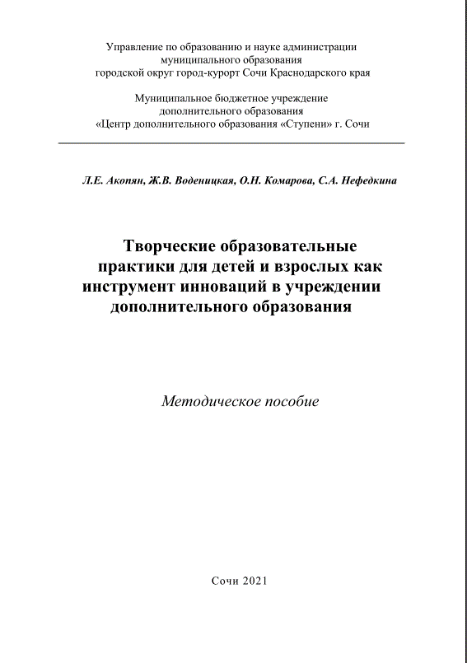 Управление по образованию и науке администрации
муниципального образования
городской округ город-курорт Сочи Краснодарского края
Муниципальное бюджетное учреждение
дополнительного образования
«Центр дополнительного образования «Ступени» г. Сочи
Л.Е. Акопян, Ж.В. Воденицкая, О.Н. Комарова, С.А. Нефедкина
Творческие образовательные
практики для детей и взрослых как
инструмент инноваций в учреждении
дополнительного образования
Методическое пособие
Сочи 2021